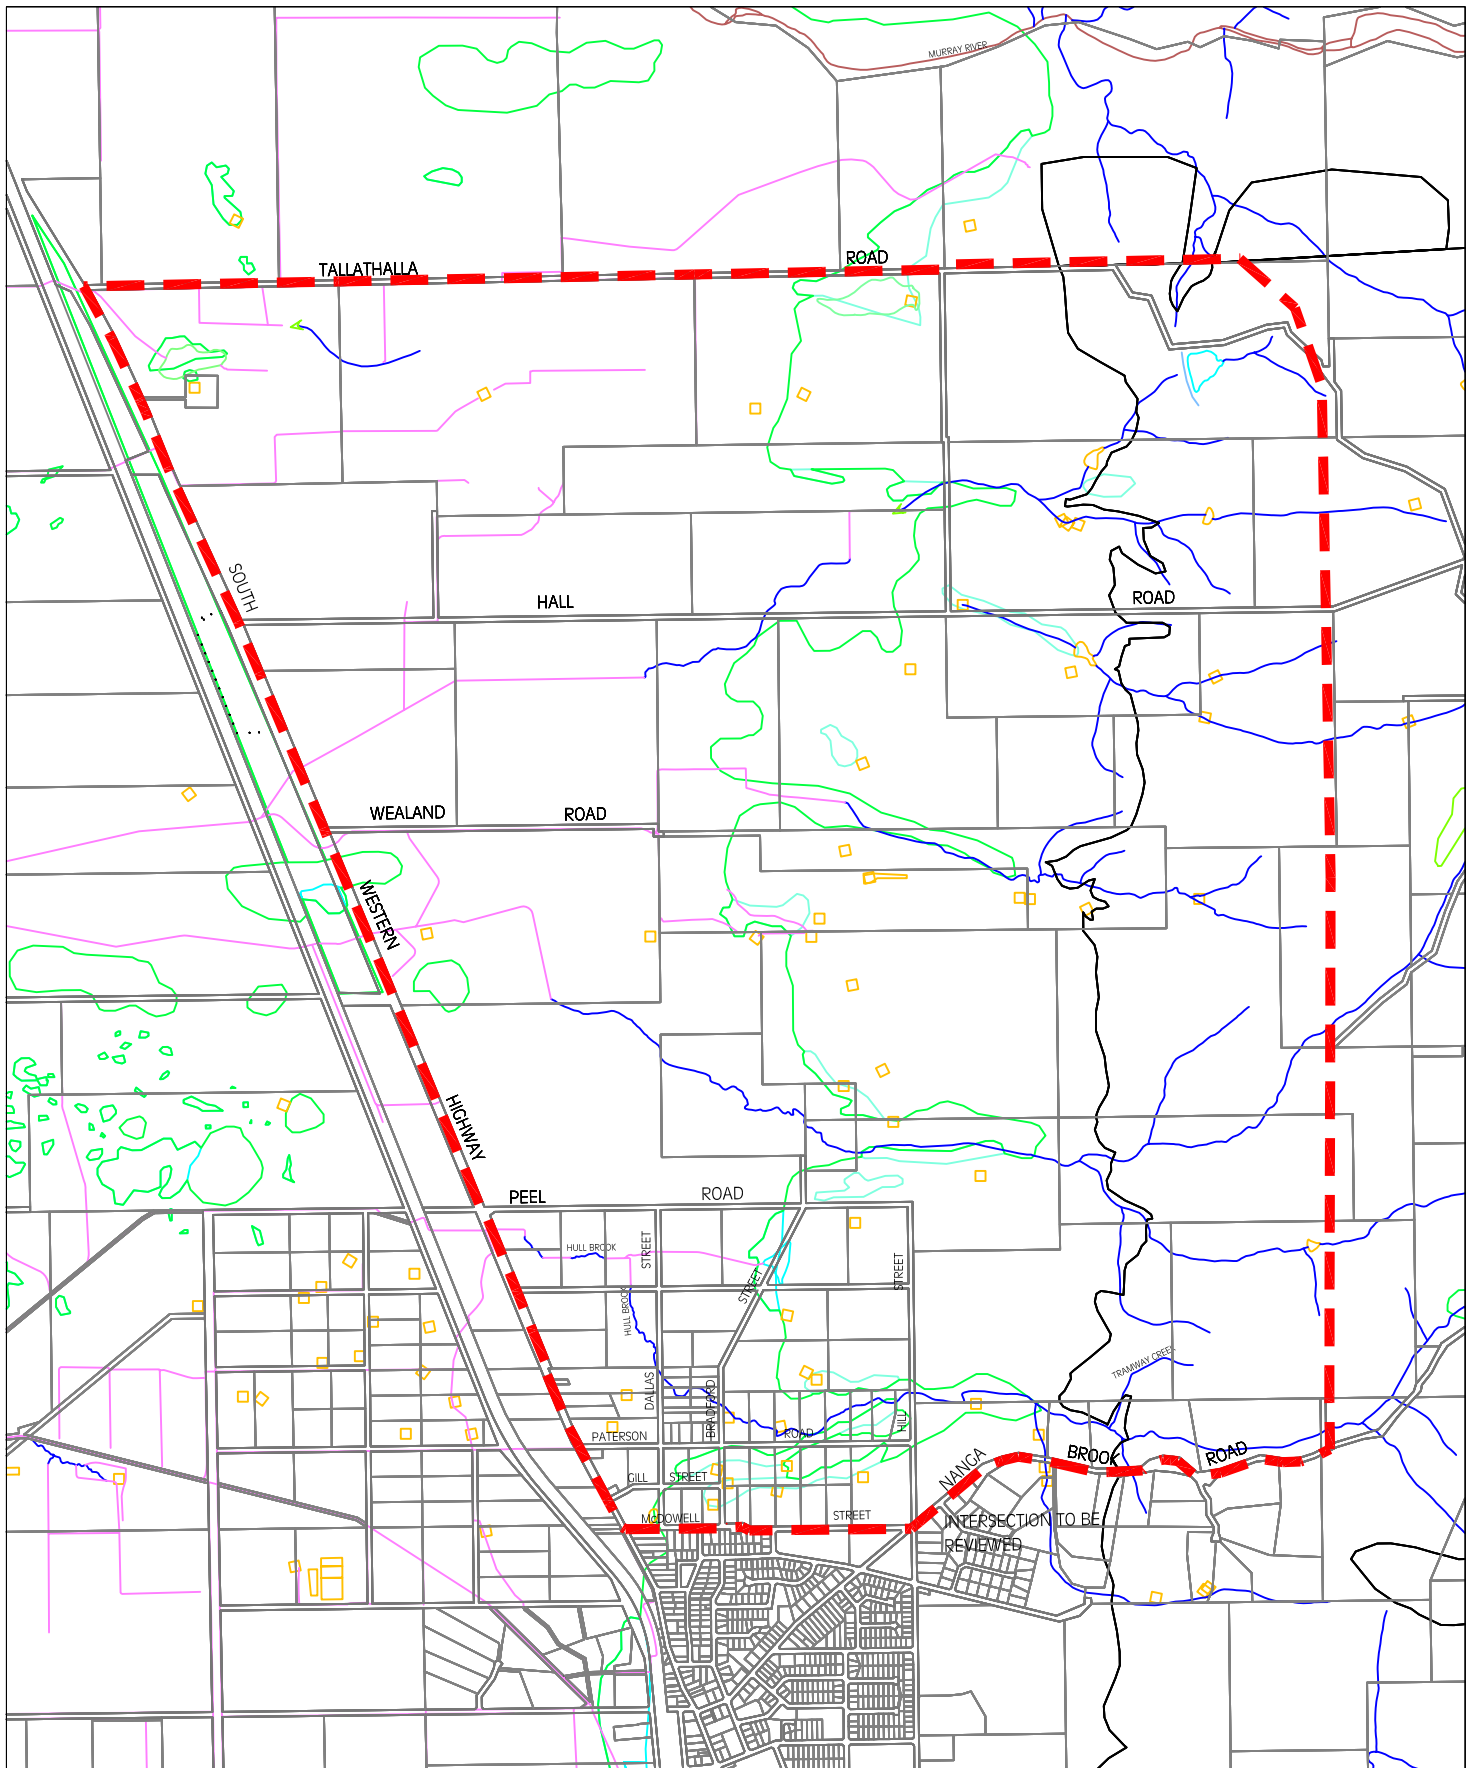 MURRAY RIVER
TALLATHALLA ROAD
SOUTH
HALL ROAD
WEALAND ROAD
WESTERN
HIGHWAY
PEEL ROAD
HULL BROOK
STREET
STREET
STREET
HULL BROOK
TRAMWAY CREEK
DALLAS
BRADFORD
HILL
PATERSON ROAD
NANGA BROOK ROAD
GILL STREET
McDOWELL STREET
INTERSECTION TO BE
REVIEWED